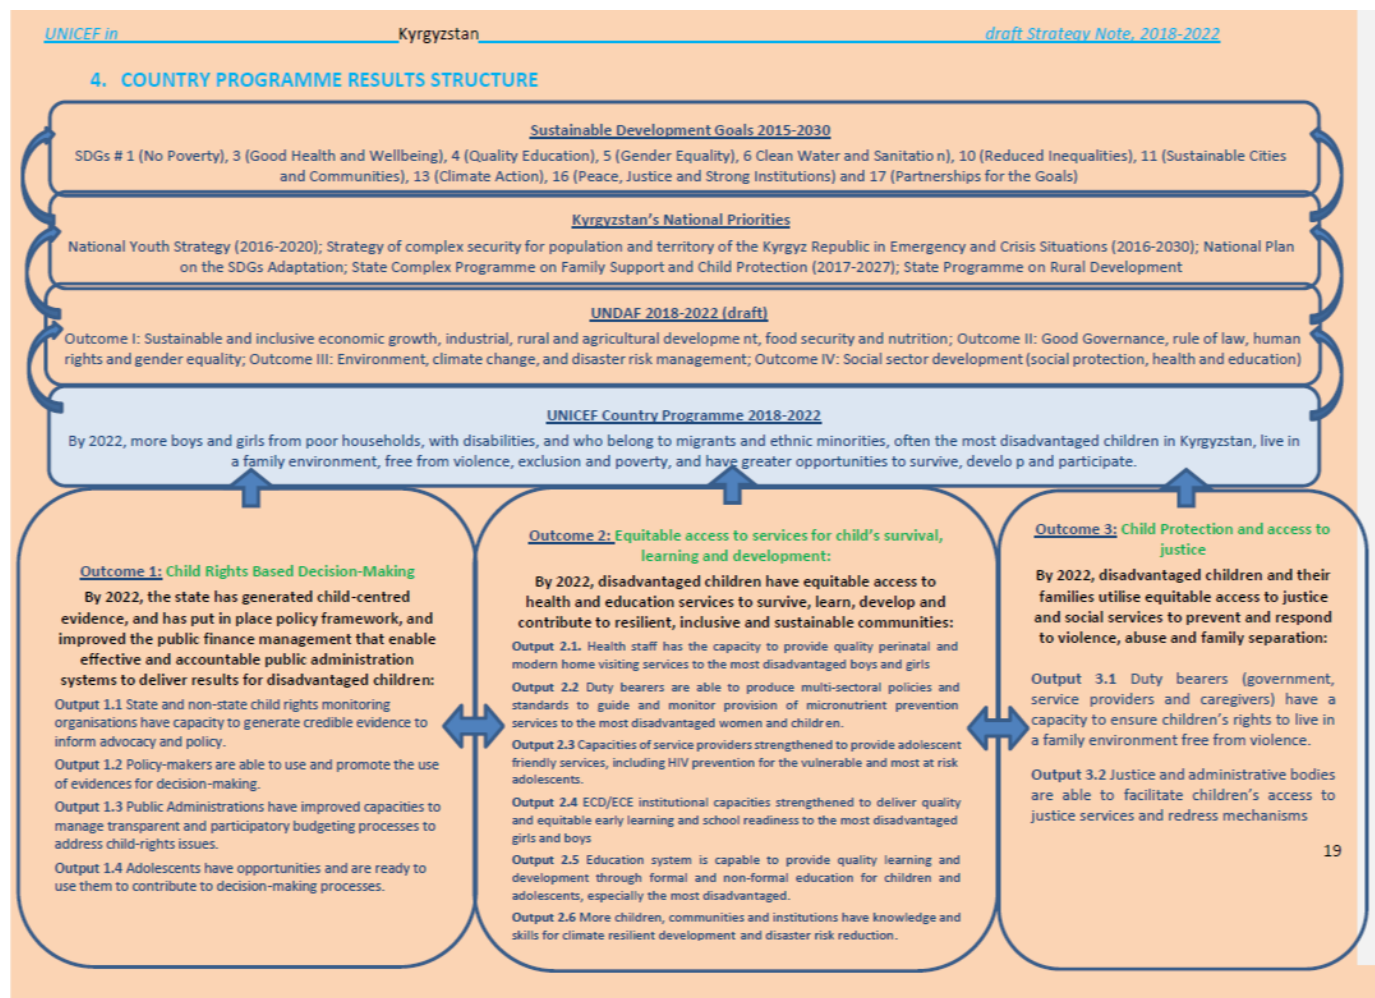 UNICEF in Kyrgyzstan draft Strategy Note, 2018-2022
4. COUNTRY PROGRAMME RESULTS STRUCTURE
Sustainable Development Goals 2015-2030
SDGs # 1 (No Poverty), 3 (Good Health and Wellbeing), 4 (Quality Education), 5 (Gender Equality), 6 Clean Water and Sanitatio n), 10 (Reduced Inequalities), 11 (Sustainable Cities
and Communities), 13 (Climate Action), 16 (Peace, Justice and Strong Institutions) and 17 (Partnerships for the Goals)
Kyrgyzstan's National Priorities
National Youth Strategy (2016-2020); Strategy of complex security for population and territory of the Kyrgyz Republic in Emergency and Crisis Situations (2016-2030); National Plan
on the SDGs Adaptation; State Complex Programme on Family Support and Child Protection (2017-2027); State Programme on Rural Development
UNDAF 2018-2022 (draft)
Outcome I: Sustainable and inclusive economic growth, industrial, rural and agricultural developme nt, food security and nutrition; Outcome II: Good Governance, rule of law, human
rights and gender equality; Outcome III: Environment, climate change, and disaster risk management; Outcome IV: Social sector development (social protection, health and education)
UNICEF Country Programme 2018-2022
By 2022, more boys and girls from poor households, with disabilities, and who belong to migrants and ethnic minorities, often the most disadvantaged children in Kyrgyzstan, live in
a family environment, free from violence, exclusion and poverty, and have greater opportunities to survive, develo p and participate.
Outcome 1: Child Rights Based Decision-Making
By 2022, the state has generated child-centred
evidence, and has put in place policy framework, and
improved the public finance management that enable
effective and accountable public administration
systems to deliver results for disadvantaged children:
Output 1.1 State and non-state child rights monitoring
organisations have capacity to generate credible evidence to
inform advocacy and policy.
Output 1.2 Policy-makers are able to use and promote the use
of evidences for decision-making.
Output 1.3 Public Administrations have improved capacities to
manage transparent and participatory budgeting processes to
address child-rights issues.
Output 1.4 Adolescents have opportunities and are ready to
use them to contribute to decision-making processes.
Outcome 2: Equitable access to services for child's survival,
learning and development:
By 2022, disadvantaged children have equitable access to
health and education services to survive, learn, develop and
contribute to resilient, inclusive and sustainable communities:
Output 2.1. Health staff has the capacity to provide quality perinatal and
modern home visiting services to the most disadvantaged boys and girls
Output 2.2 Duty bearers are able to produce multi-sectoral policies and
standards to guide and monitor provision of micronutrient prevention
services to the most disadvantaged women and childr en.
Output 2.3 Capacities of service providers strengthened to provide adolescent
friendly services, including HIV prevention for the vulnerable and most at risk
adolescents.
Output 2.4 ECD/ECE institutional capacities strengthened to deliver quality
and equitable early learning and school readiness to the most disadvantaged
girls and boys
Output 2.5 Education system is capable to provide quality learning and
development through formal and non-formal education for children and
adolescents, especially the most disadvantaged.
Output 2.6 More children, communities and institutions have knowledge and
skills for climate resilient development and disaster risk reduction.
Outcome 3: Child Protection and access to
justice
By 2022, disadvantaged children and their
families utilise equitable access to justice
and social services to prevent and respond
to violence, abuse and family separation:
Output 3.1 Duty bearers (government,
service providers and caregivers) have a
capacity to ensure children's rights to live in
a family environment free from violence.
Output 3.2 Justice and administrative bodies
are able to facilitate children's access to
justice services and redress mechanisms
19